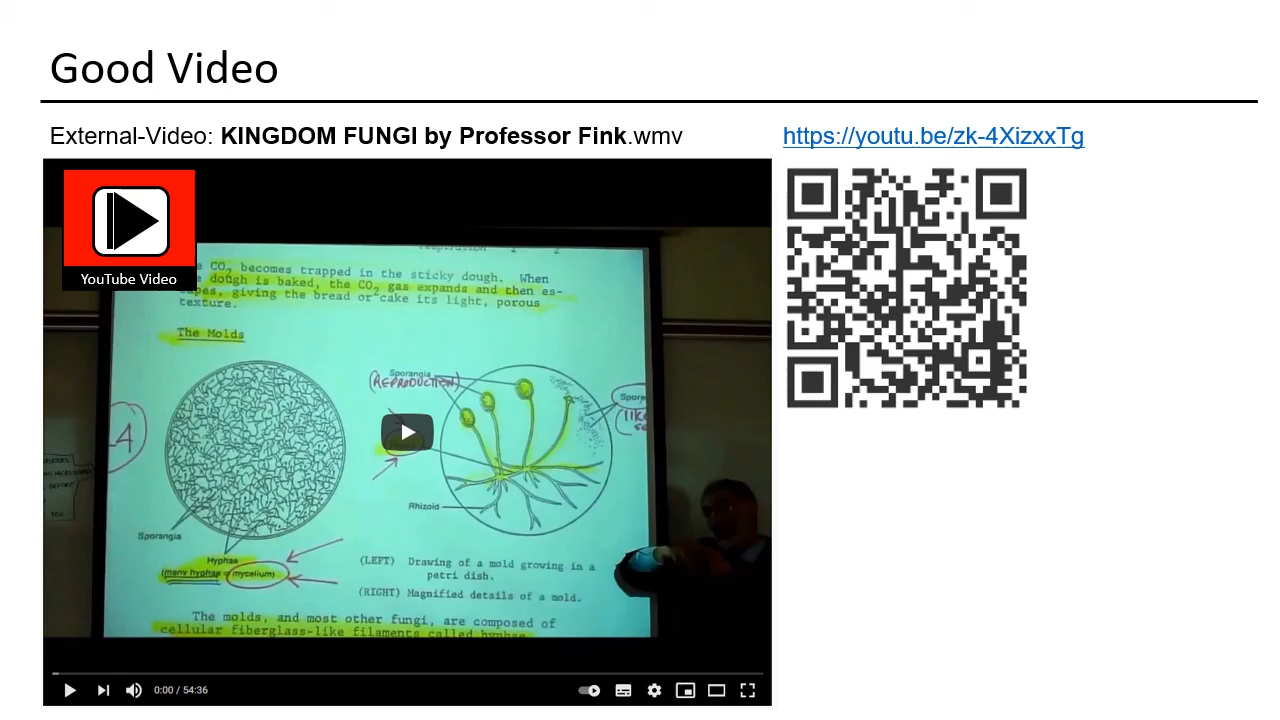 Good Video
External-Video: KINGDOM FUNGI by Professor Fink.wmv
https://youtu.be/zk-4XizxxTg
YouTube Video
CO2 becomes trapped in the sticky dough. When
dough is baked, the CO2 gas expands and then es-
capes, giving the bread or cake its light, porous
texture.
The Molds
Sporangia
(REPRODUCTION)
Rhizoid
Sporangia
Hyphae
(many hyphae = mycelium)
(LEFT) Drawing of a mold growing in a
petri dish.
(RIGHT) Magnified details of a mold.
The molds, and most other fungi, are composed of
cellular fiberglass-like filaments called hyphae
0:00 / 54:36